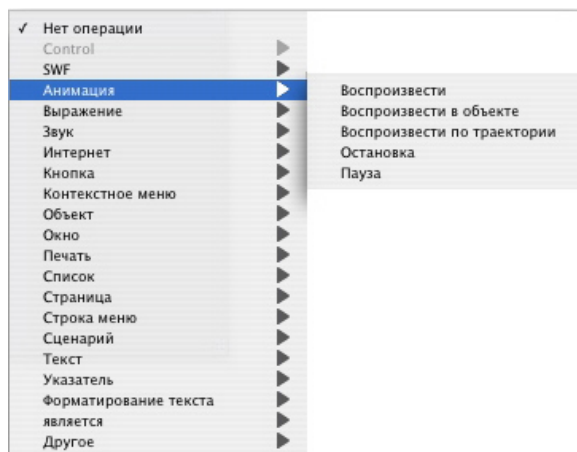 ✓ Нет операции
Control
SWF
Анимация
Воспроизвести
Воспроизвести в объекте
Воспроизвести по траектории
Остановка
Пауза
Выражение
Звук
Интернет
Кнопка
Контекстное меню
Объект
Окно
Печать
Список
Страница
Строка меню
Сценарий
Текст
Указатель
Форматирование текста
является
Другое